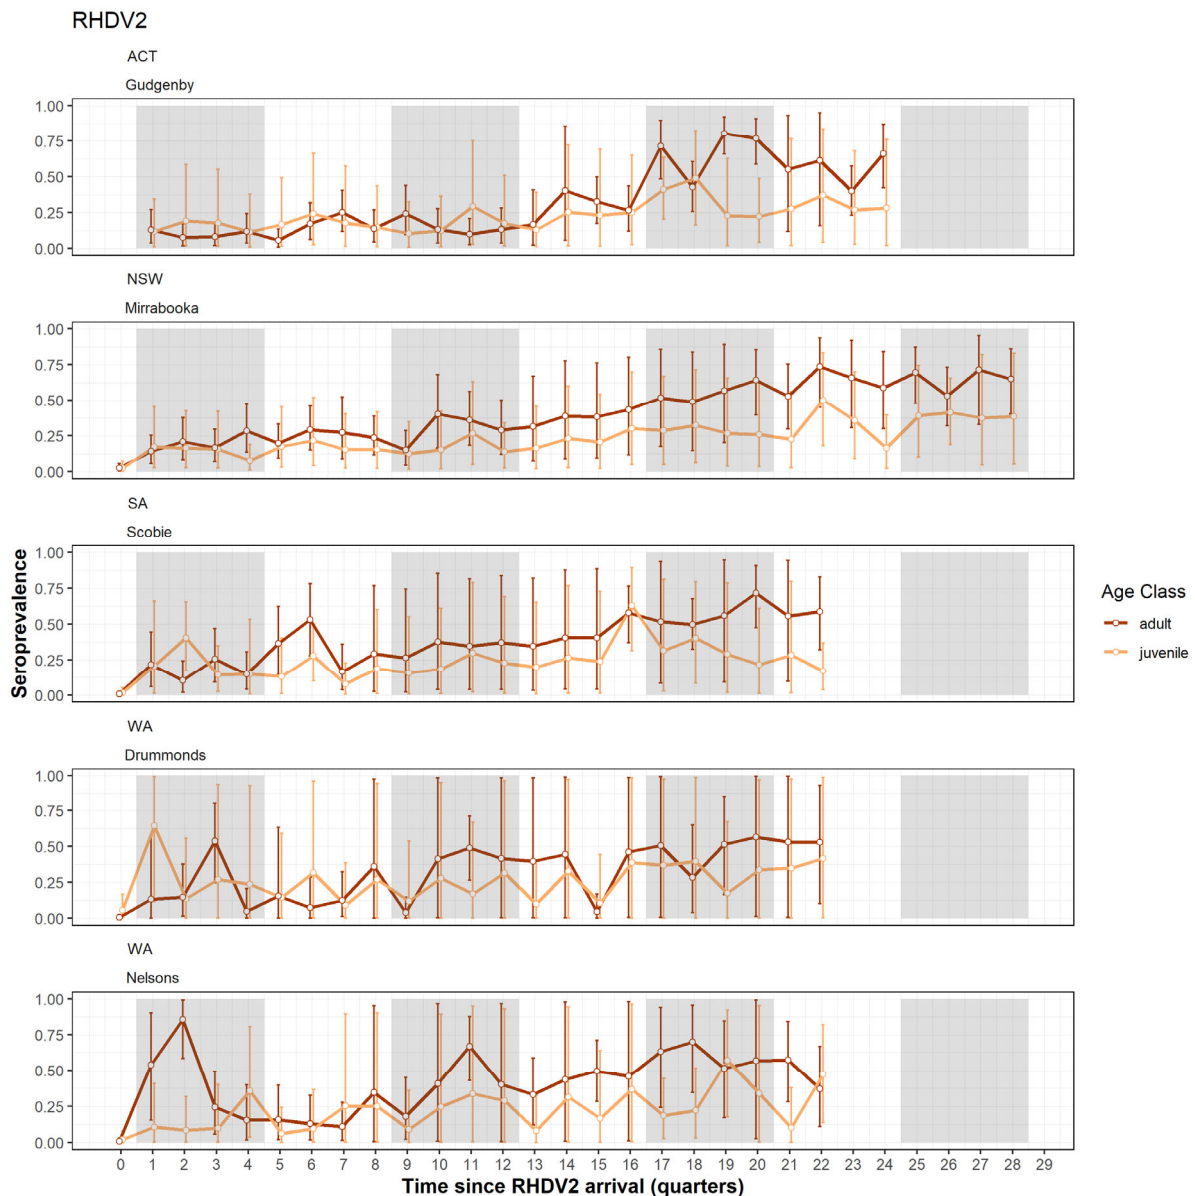 RHDV2
ACT
Gudgenby
1.00
0.75
0.50
0.25
0.00
NSW
Mirrabooka
1.00
0.75
0.50
0.25
0.00
SA
Scobie
1.00
0.75
0.50
0.25
0.00
WA
Drummonds
1.00
0.75
0.50
0.25
0.00
WA
Nelsons
1.00
0.75
0.50
0.25
0.00
0 1 2 3 4 5 6 7 8 9 10 11 12 13 14 15 16 17 18 19 20 21 22 23 24 25 26 27 28 29
Time since RHDV2 arrival (quarters)
Seroprevalence
Age Class
adult
juvenile